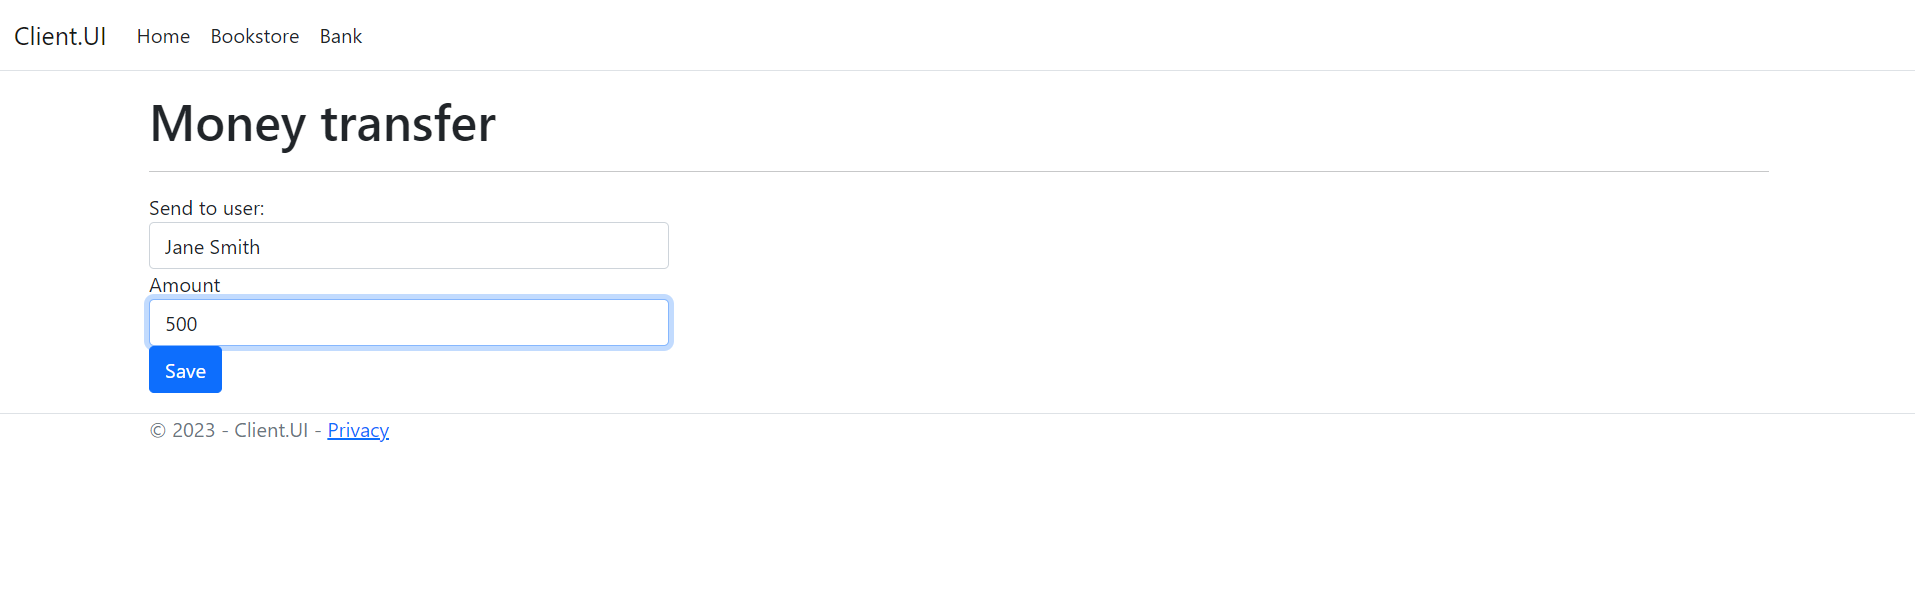 Client.UI Home Bookstore Bank
Money transfer
Send to user:
Jane Smith
Amount
500
Save
© 2023 - Client.UI - Privacy